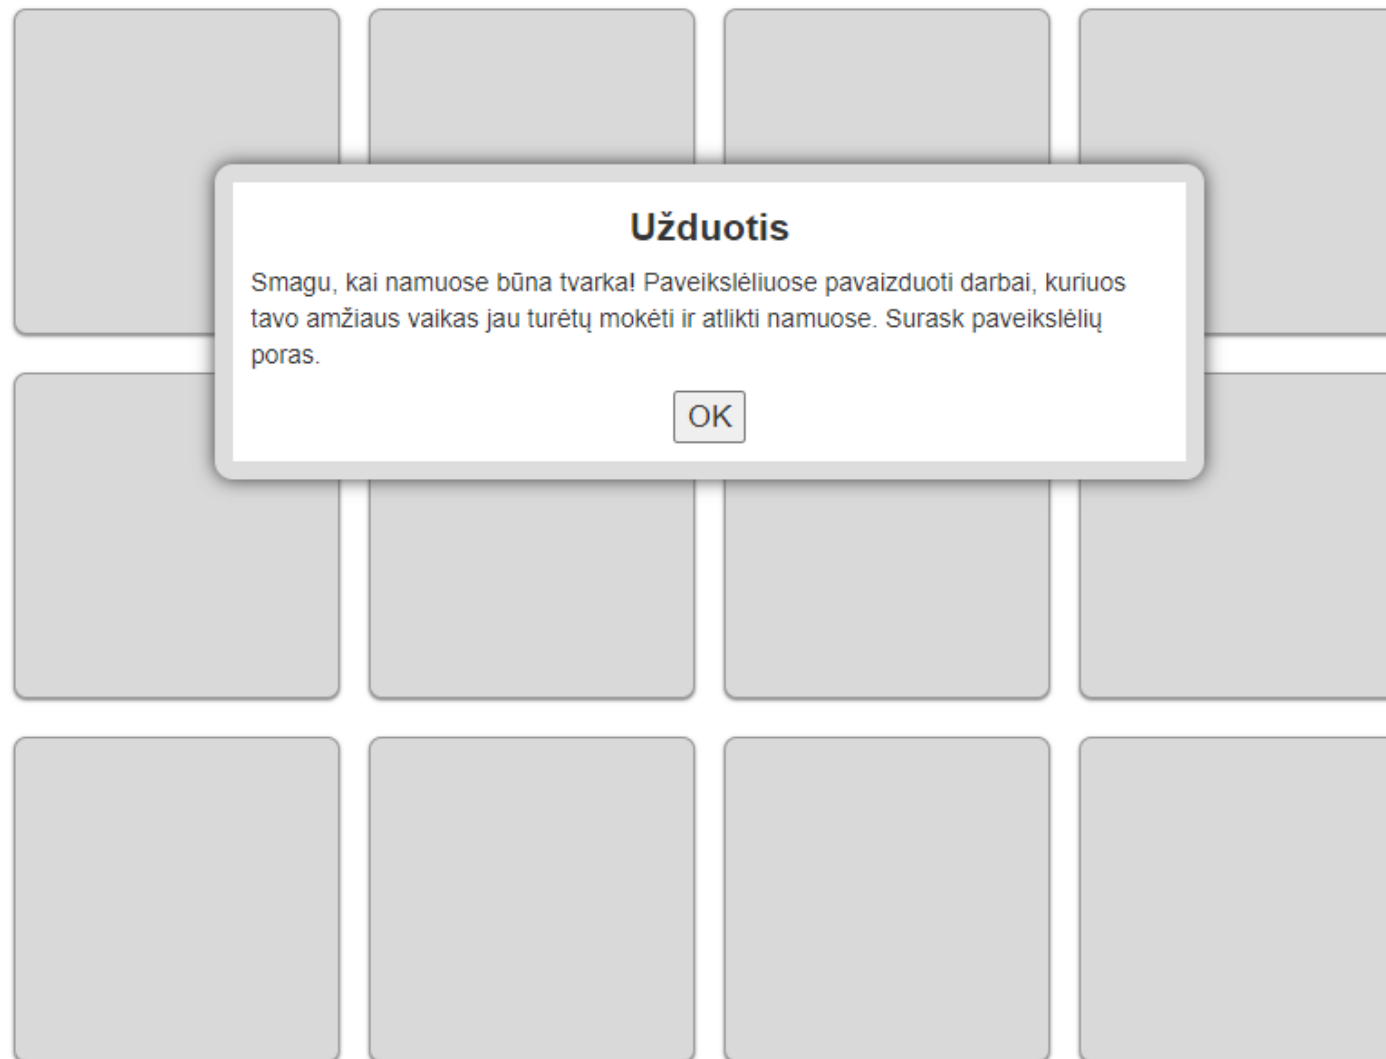 Užduotis
Smagu, kai namuose būna tvarka! Paveikslėliuose pavaizduoti darbai, kuriuos
tavo amžiaus vaikas jau turėtų mokėti ir atlikti namuose. Surask paveikslėlių
poras.
OK